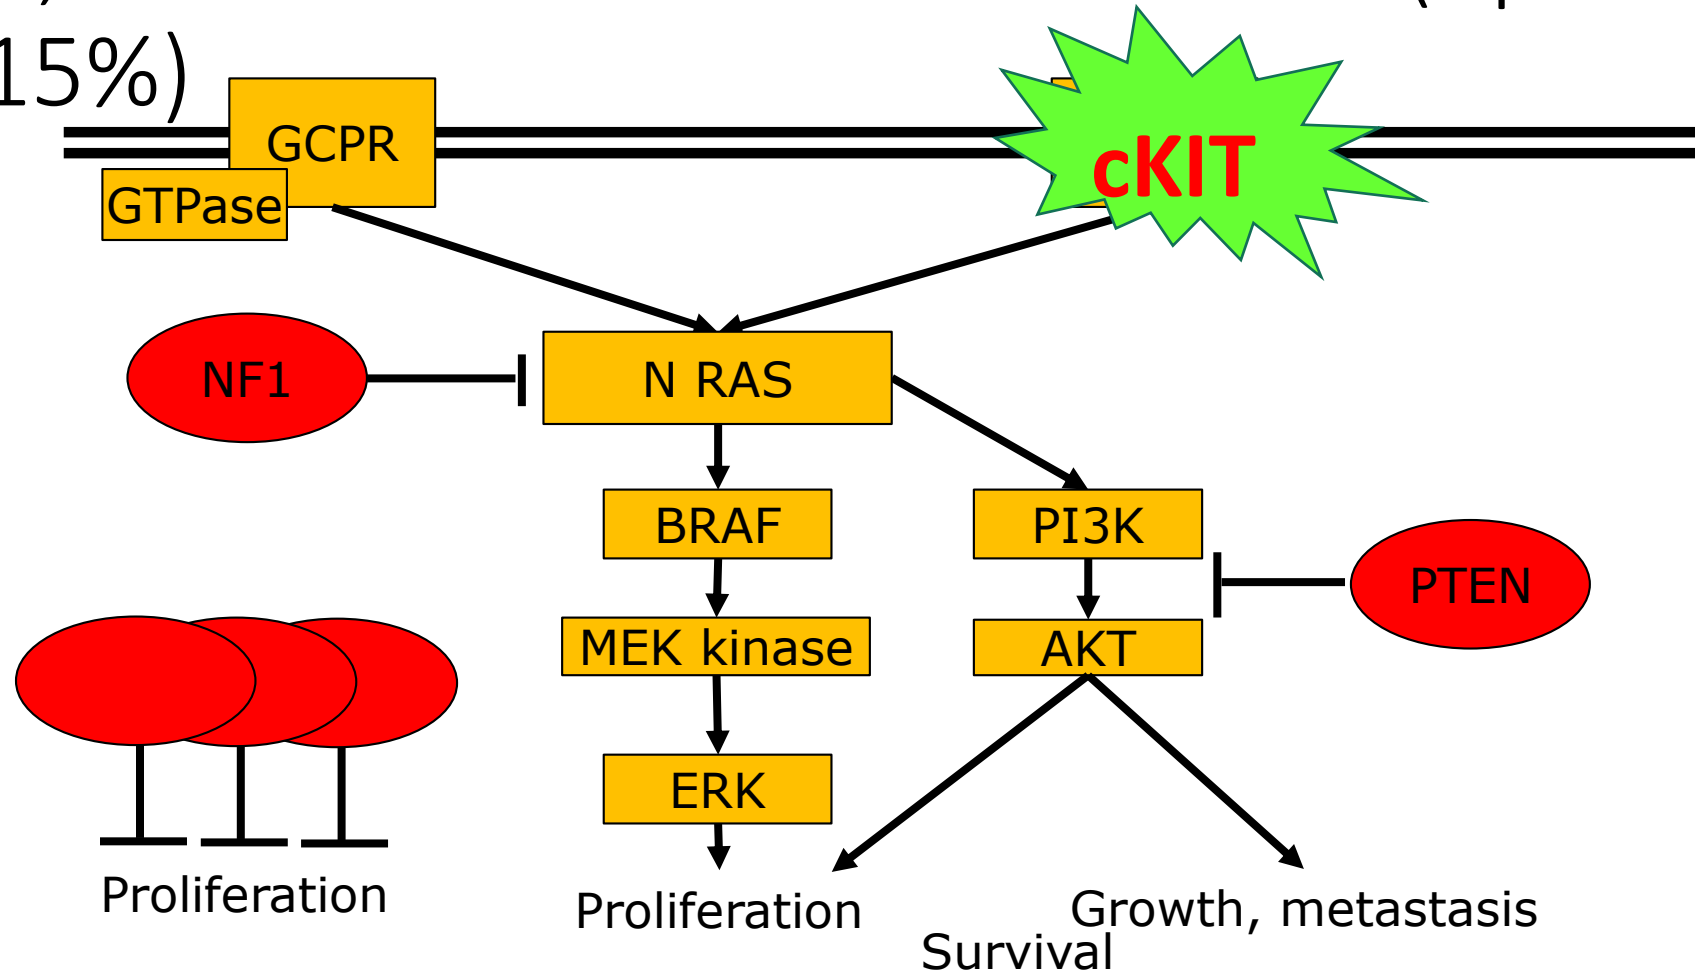 15%)
GCPR
cKIT
GTPase
NF1
N RAS
BRAF
PI3K
PTEN
MEK kinase
AKT
ERK
Proliferation
Proliferation
Growth, metastasis
Survival